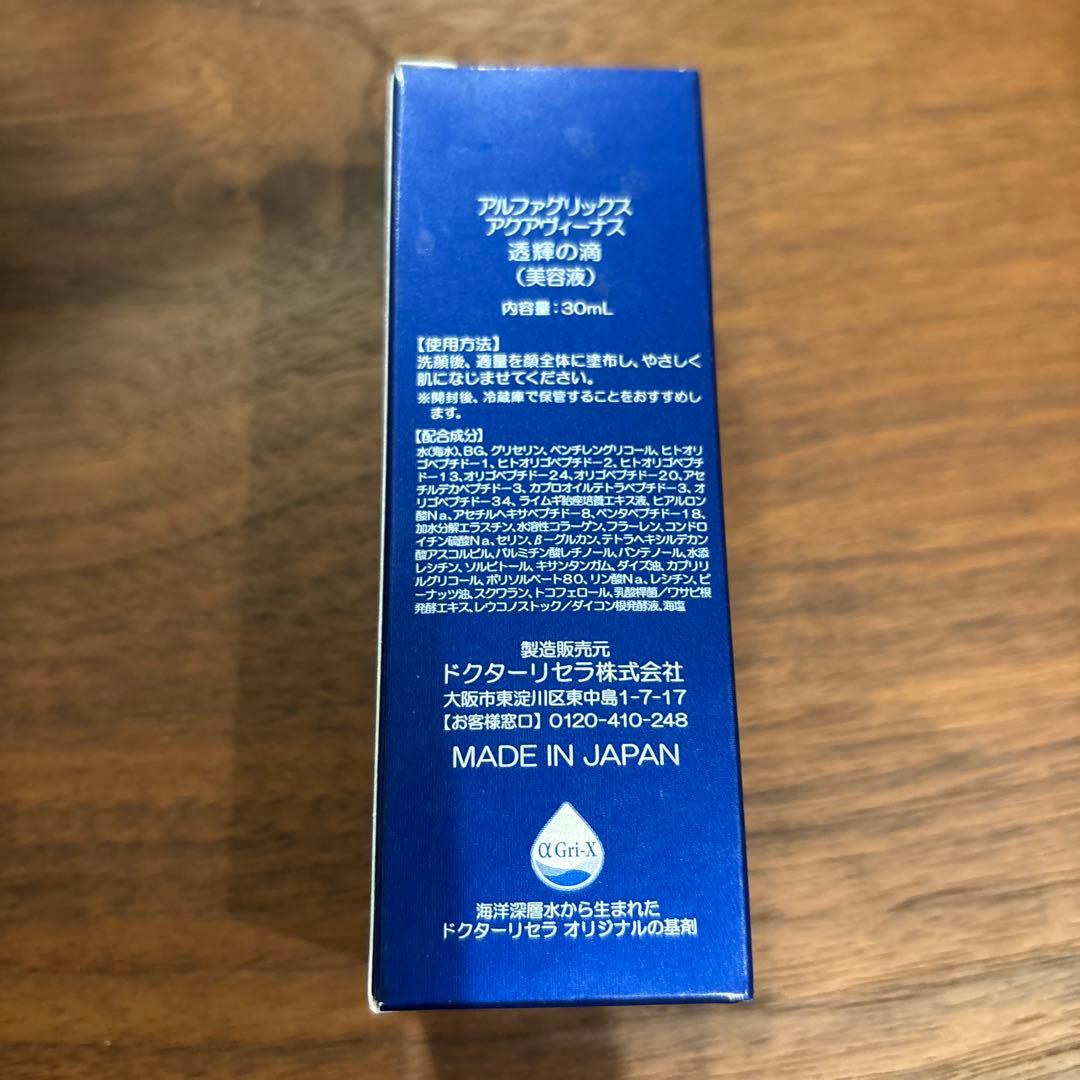 アルファグリックス
アクアヴィーナス
透輝の滴
(美容液)
内容量:30mL
【使用方法】
洗顔後、適量を顔全体に塗布し、やさしく
肌になじませてください。
※開封後、冷蔵庫で保管することをおすすめし
ます。
【配合成分】
水(海水)、BG、グリセリン、ペンチレングリコール、ヒトオリ
ゴペプチド-1、ヒトオリゴペプチド-2、ヒトオリゴペプチ
ド-13、オリゴペプチド-24、オリゴペプチド-20、アセ
チルデカペプチド-3、カプロオイルテトラペプチド-3、オ
リゴペプチド-34、ライムギ胎座培養エキス液、ヒアルロン
酸Na、アセチルヘキサペプチド-8、ペンタペプチド-18、
加水分解エラスチン、水溶性コラーゲン、フラーレン、コンドロ
イチン硫酸Na、セリン、β-グルカン、テトラヘキシルデカン
酸アスコルビル、パルミチン酸レチノール、パンテノール、水添
レシチン、ソルビトール、キサンタンガム、ダイズ油、カプリリ
ルグリコール、ポリソルベート80、リン酸Na、レシチン、ピ
ーナッツ油、スクワラン、トコフェロール、乳酸桿菌/ワサビ根
発酵エキス、レウコノストック/ダイコン根発酵液、海塩
製造販売元
ドクターリセラ株式会社
大阪市東淀川区東中島1-7-17
【お客様窓口】0120-410-248
MADE IN JAPAN
α Gri-X
海洋深層水から生まれた
ドクターリセラ オリジナルの基剤